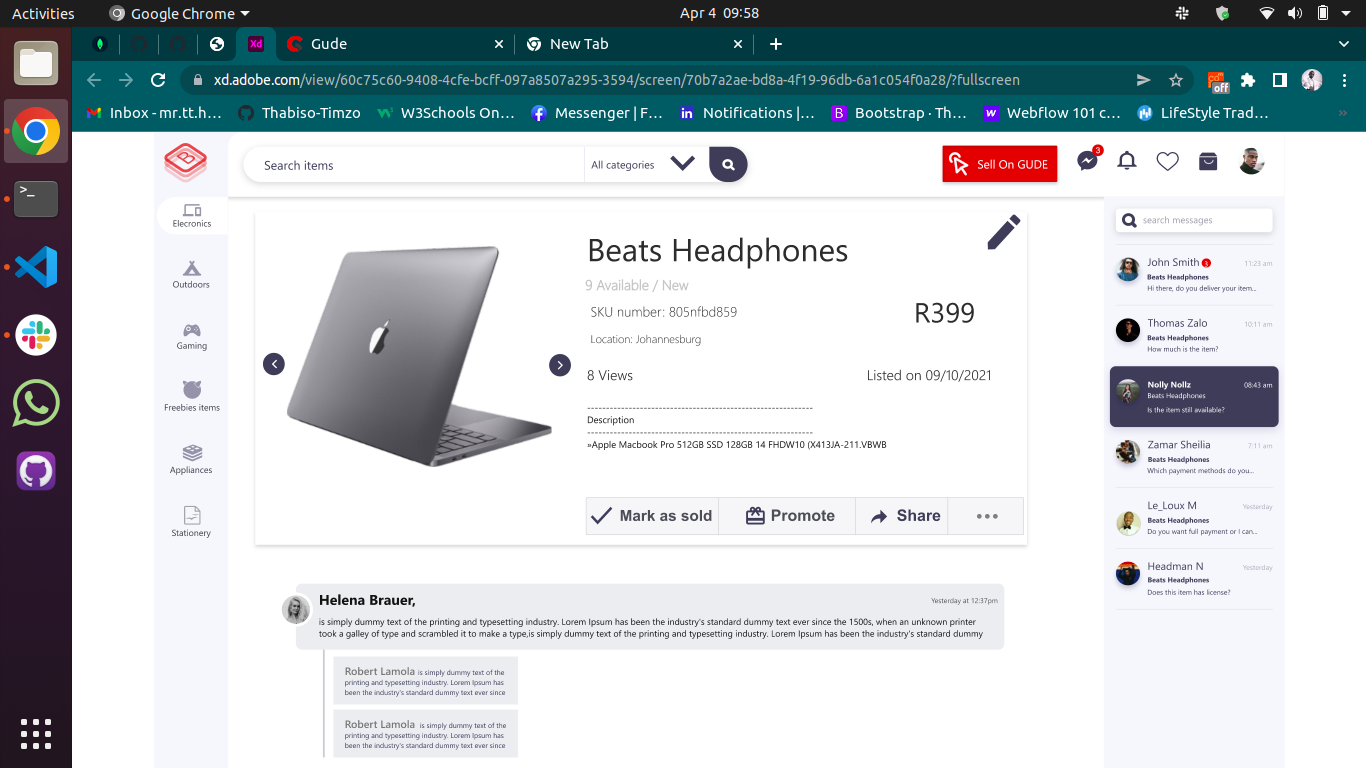 Activities
Google Chrome
Apr 4 09:58
Xd
Gude
New Tab
xd.adobe.com/view/60c75c60-9408-4cfe-bcff-097a8507a295-3594/screen/70b7a2ae-bd8a-4f19-96db-6a1c054f0a28/?fullscreen
off
Inbox - mr.tt.h…
Thabiso-Timzo
W3Schools On…
Messenger | F…
Notifications |…
Bootstrap · Th…
Webflow 101 c…
LifeStyle Trad…
»
Search items
All categories
Sell On GUDE
3
Elecronics
Outdoors
Gaming
Freebies items
Appliances
Stationery
Beats Headphones
9 Available / New
SKU number: 805nfbd859
R399
Location: Johannesburg
8 Views
Listed on 09/10/2021
Description
»Apple Macbook Pro 512GB SSD 128GB 14 FHDW10 (X413JA-211.VBWB
Mark as sold
Promote
Share
search messages
John Smith 3 11:23 am
Beats Headphones
Hi there, do you deliver your item...
Thomas Zalo 10:11 am
Beats Headphones
How much is the item?
Nolly Nollz 08:43 am
Beats Headphones
Is the item still available?
Zamar Sheilia 7:11 am
Beats Headphones
Which payment methods do you...
Le_Loux M Yesterday
Beats Headphones
Do you want full payment or I can...
Headman N Yesterday
Beats Headphones
Does this item has license?
Helena Brauer,
Yesterday at 12:37pm
is simply dummy text of the printing and typesetting industry. Lorem Ipsum has been the industry's standard dummy text ever since the 1500s, when an unknown printer
took a galley of type and scrambled it to make a type,is simply dummy text of the printing and typesetting industry. Lorem Ipsum has been the industry's standard dummy
Robert Lamola is simply dummy text of the
printing and typesetting industry. Lorem Ipsum has
been the industry's standard dummy text ever since
Robert Lamola is simply dummy text of the
printing and typesetting industry. Lorem Ipsum has
been the industry's standard dummy text ever since